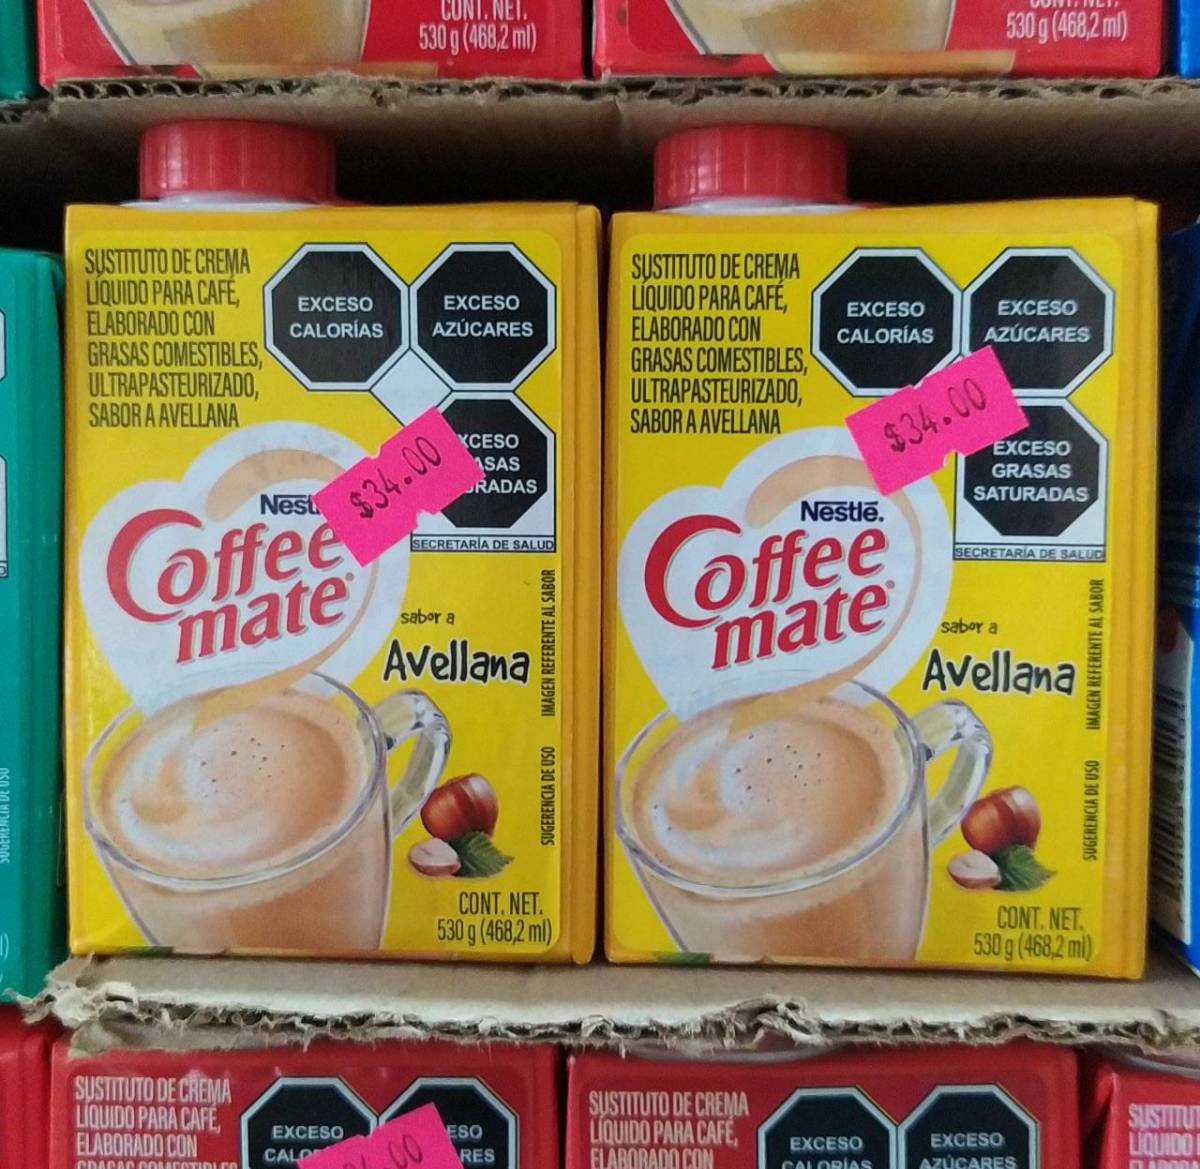 CONT. NET.
530 g (468,2 ml)
530 g (468,2 ml)
SUSTITUTO DE CREMA
LÍQUIDO PARA CAFÉ,
ELABORADO CON
GRASAS COMESTIBLES,
ULTRAPASTEURIZADO,
SABOR A AVELLANA
EXCESO
CALORÍAS
EXCESO
AZÚCARES
$34.00
SECRETARÍA DE SALUD
Coffee
mate®
sabor a
Avellana
IMAGEN REFERENTE AL SABOR
SUGERENCIA DE USO
CONT. NET.
530 g (468,2 ml)
SUSTITUTO DE CREMA
LÍQUIDO PARA CAFÉ,
ELABORADO CON
GRASAS COMESTIBLES,
ULTRAPASTEURIZADO,
SABOR A AVELLANA
EXCESO
CALORÍAS
EXCESO
AZÚCARES
$34.00
EXCESO
GRASAS
SATURADAS
SECRETARÍA DE SALUD
Nestlé.
Coffee
mate®
sabor a
Avellana
IMAGEN REFERENTE AL SABOR
SUGERENCIA DE USO
CONT. NET.
530 g (468,2 ml)
SUSTITUTO DE CREMA
LÍQUIDO PARA CAFÉ,
ELABORADO CON
EXCESO
SUSTITUTO DE CREMA
LÍQUIDO PARA CAFÉ,
ELABORADO CON
EXCESO
CALORÍAS
EXCESO
AZÚCARES